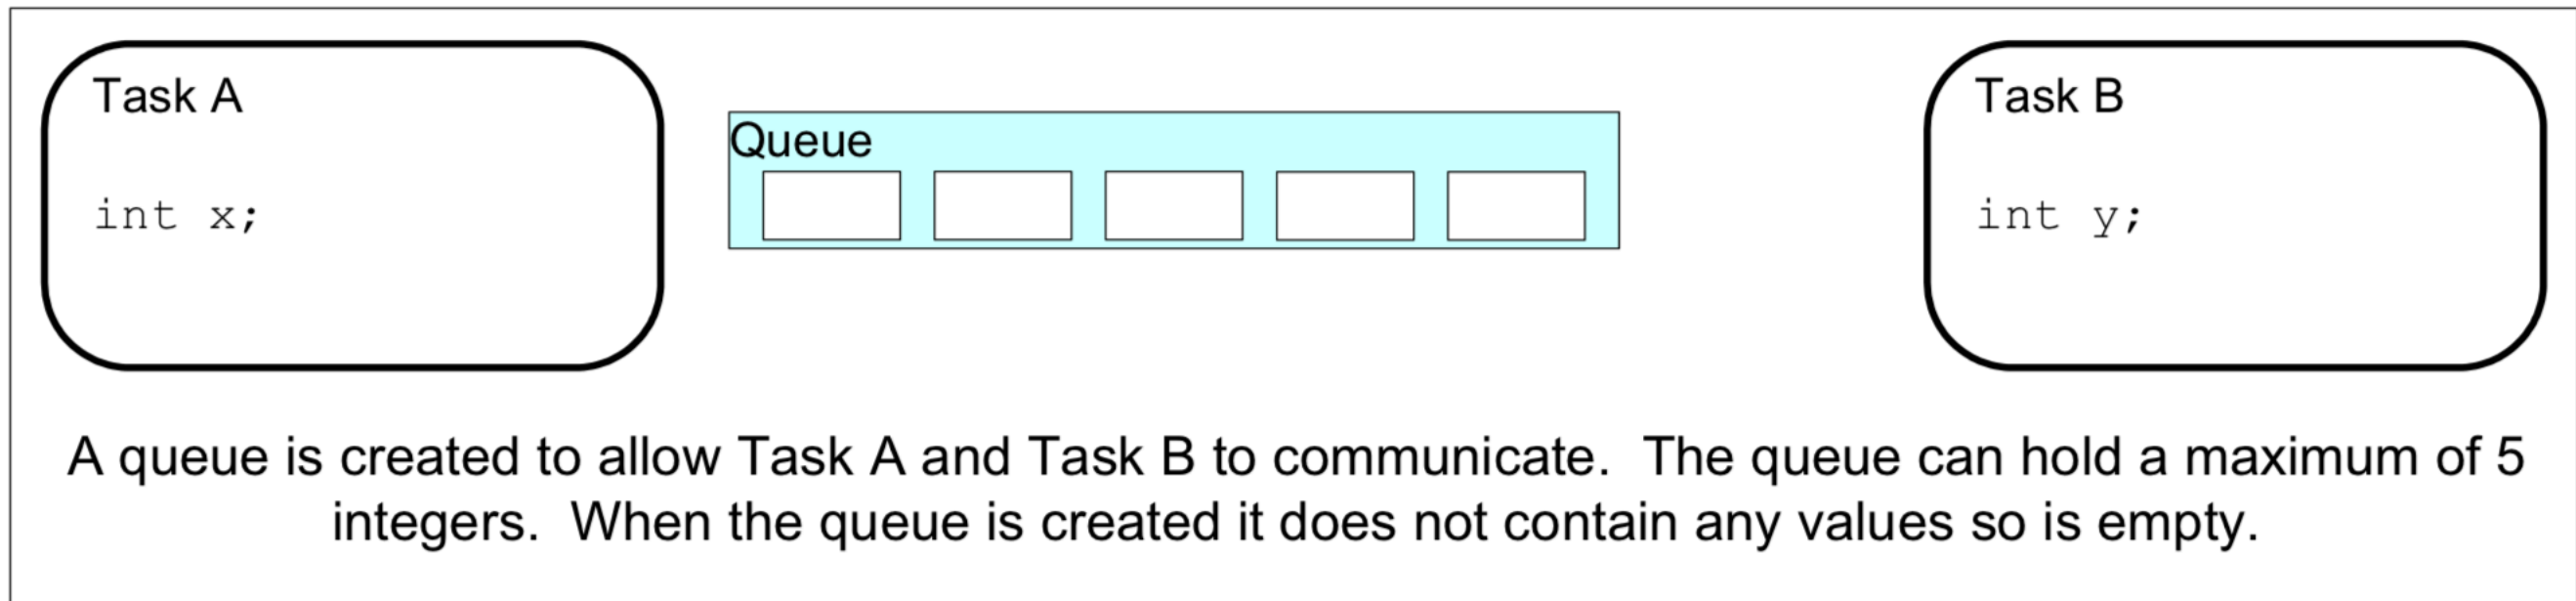 Task A
int x;
Queue
Task B
int y;
A queue is created to allow Task A and Task B to communicate.  The queue can hold a maximum of 5
integers.  When the queue is created it does not contain any values so is empty.